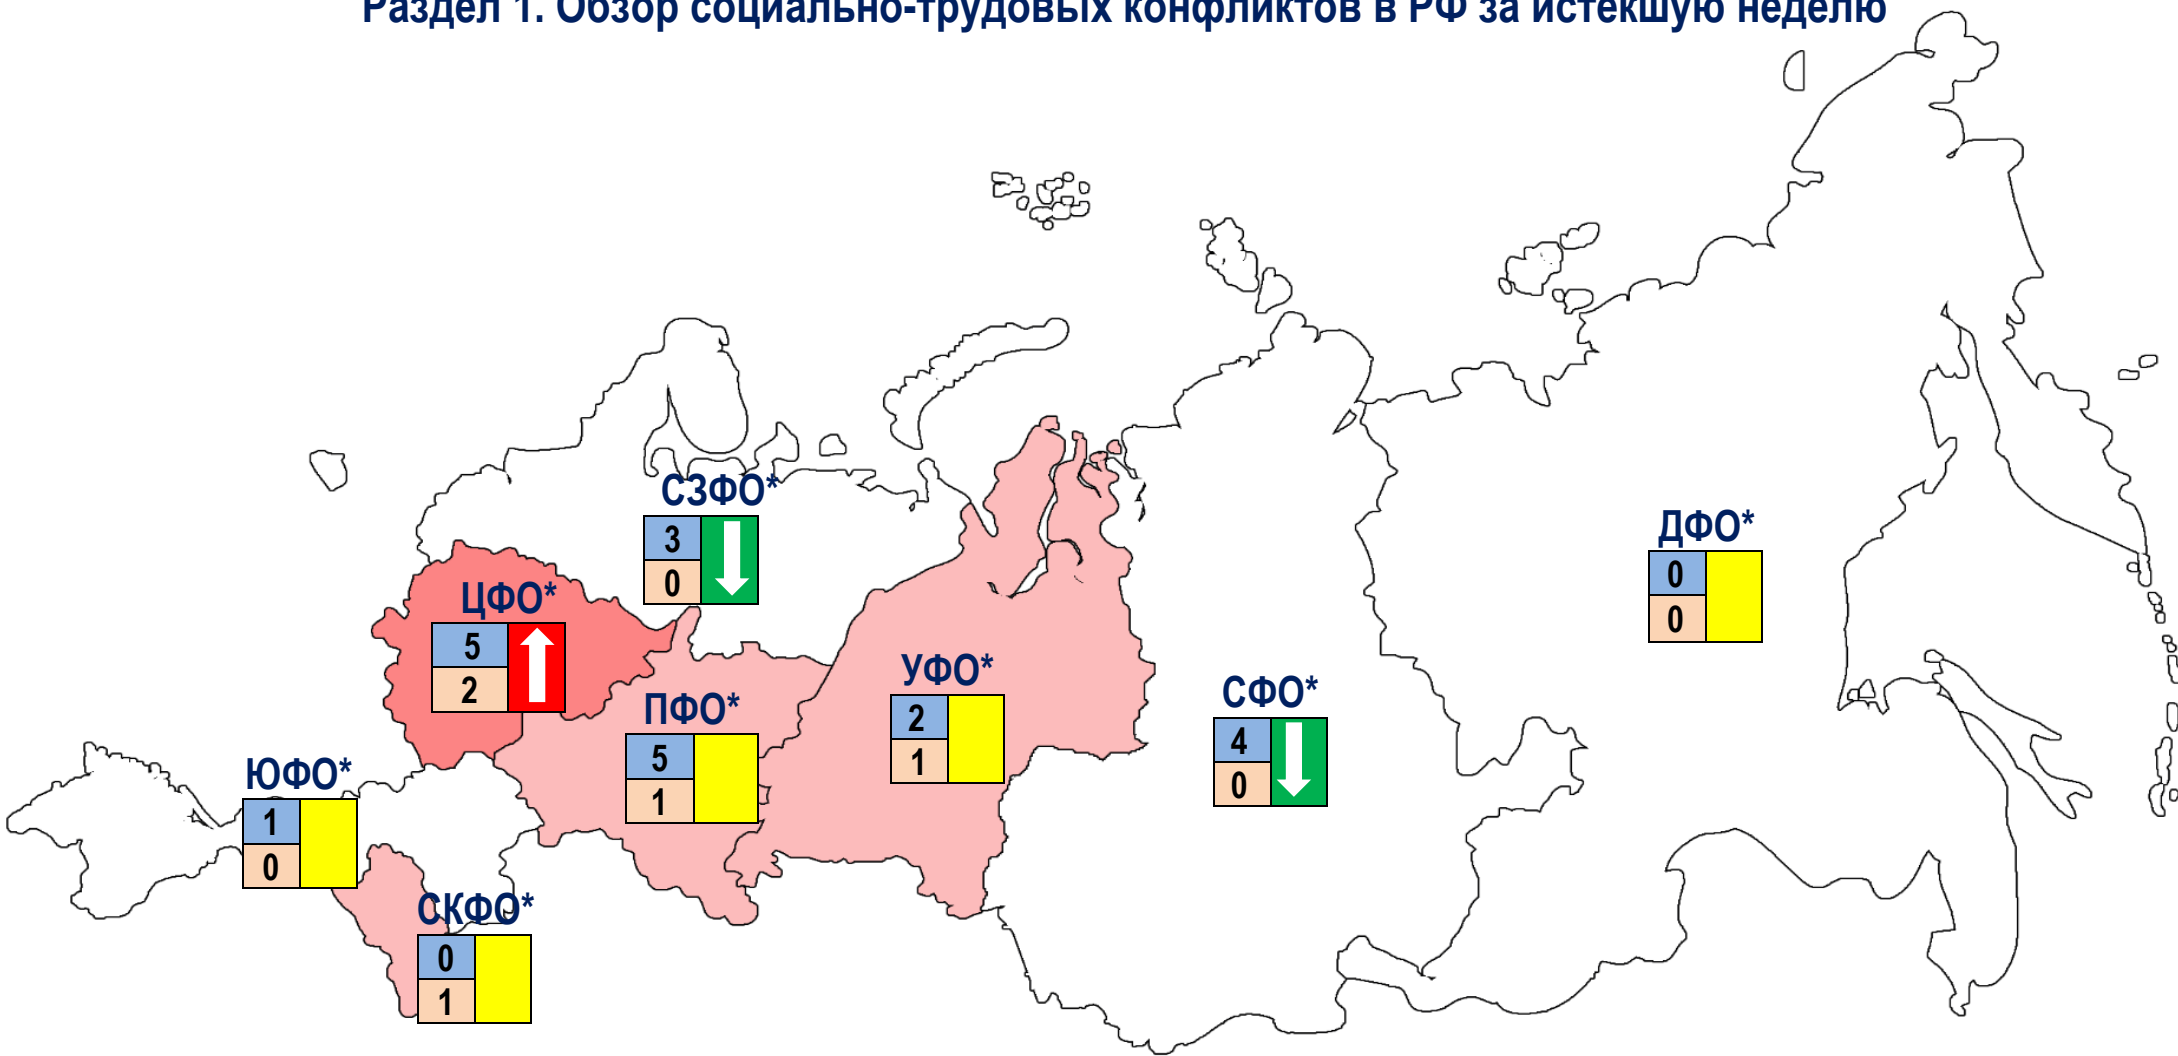 Раздел 1. Обзор социально-трудовых конфликтов в РФ за истекшую неделю
СЗФО*
3
0
ДФО*
0
0
ЦФО*
5
2
УФО*
2
1
СФО*
4
0
ПФО*
5
1
ЮФО*
1
0
СКФО*
0
1